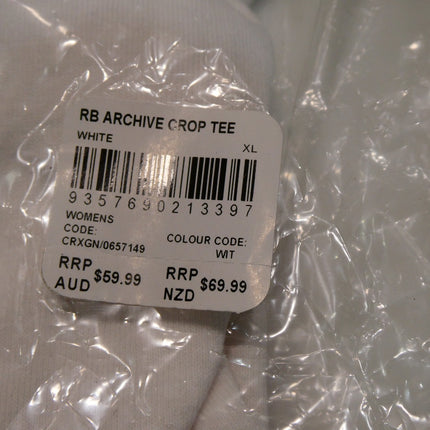 RB ARCHIVE CROP TEE
WHITE XL
9357690213397
WOMENS
CODE:
CRXGN/0657149
COLOUR CODE:
WIT
RRP AUD $59.99
RRP NZD $69.99